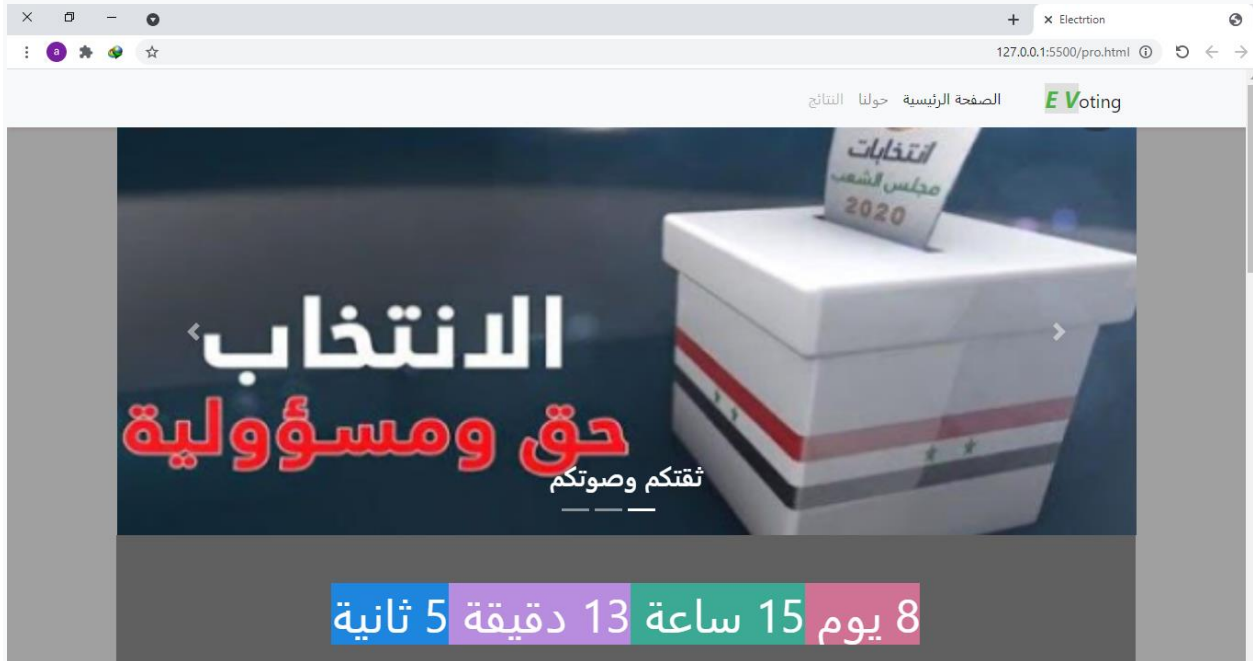 Electrtion
127.0.0.1:5500/pro.html
a
E Voting
الصفحة الرئيسية حولنا النتائج
انتخابات
مجلس الشعب
2020
الانتخاب
حق ومسؤولية
ثقتكم وصوتكم
8 يوم 15 ساعة 13 دقيقة 5 ثانية